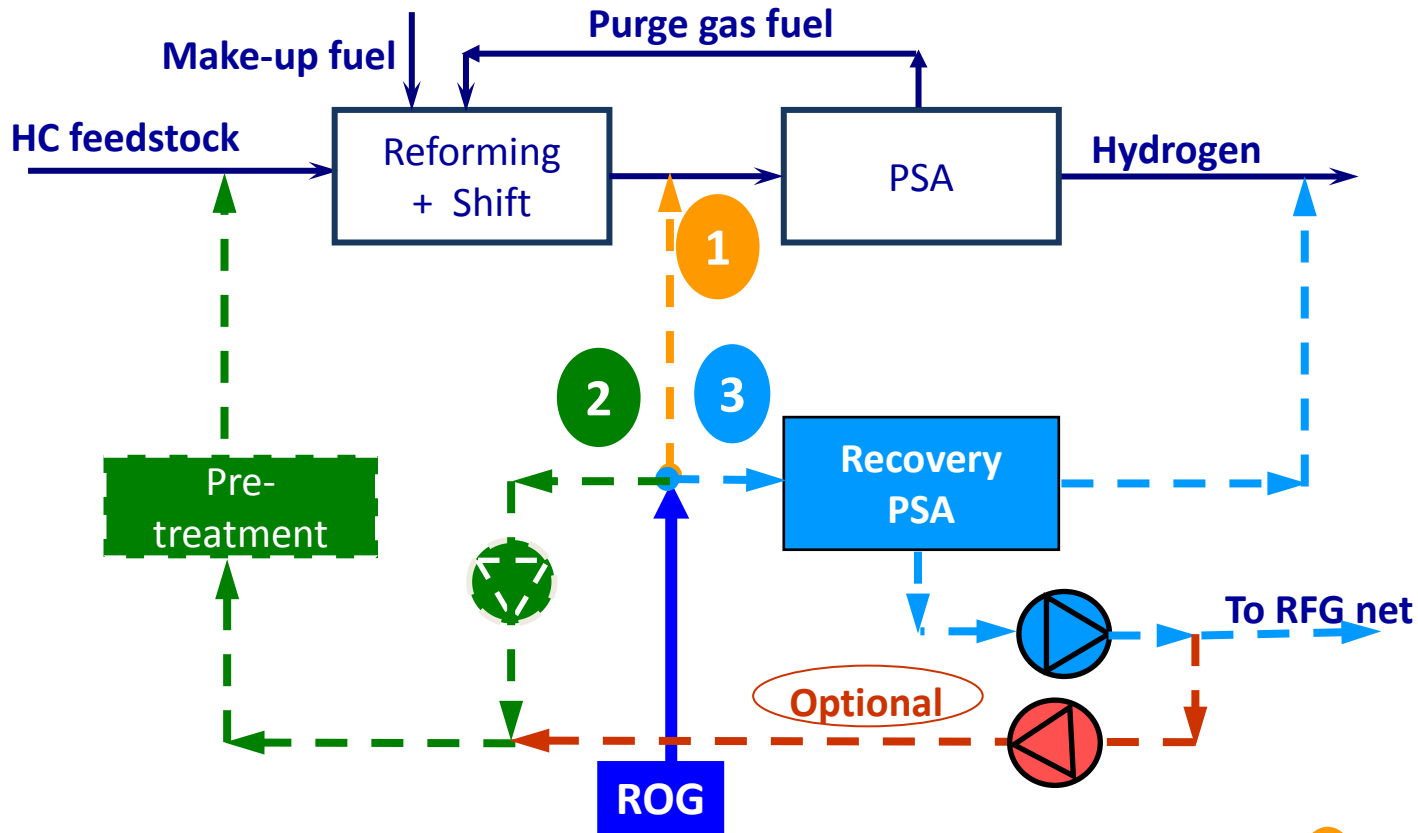 Purge gas fuel
Make-up fuel
HC feedstock
Reforming
+ Shift
PSA
Hydrogen
1
2
3
Recovery
PSA
Pre-
treatment
To RFG net
Optional
ROG